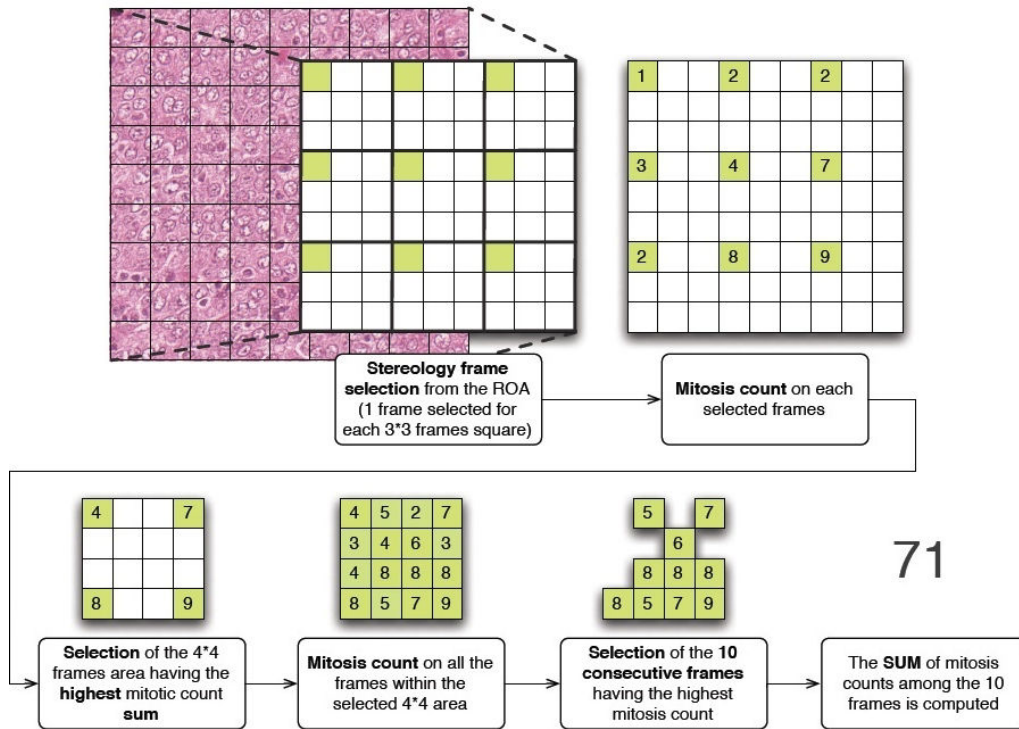 1 2 2
3 4 7
2 8 9
Stereology frame
selection from the ROA
(1 frame selected for
each 3*3 frames square)
Mitosis count on each
selected frames
4 7
8 9
4 5 2 7
3 4 6 3
4 8 8 8
8 5 7 9
5 7
6
8 8 8
8 5 7 9
71
Selection of the 4*4
frames area having the
highest mitotic count
sum
Mitosis count on all the
frames within the
selected 4*4 area
Selection of the 10
consecutive frames
having the highest
mitosis count
The SUM of mitosis
counts among the 10
frames is computed